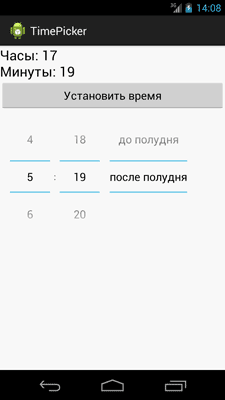 3G 14:08
TimePicker
Часы: 17
Минуты: 19
Установить время
4 18 до полудня
5 : 19 после полудня
6 20